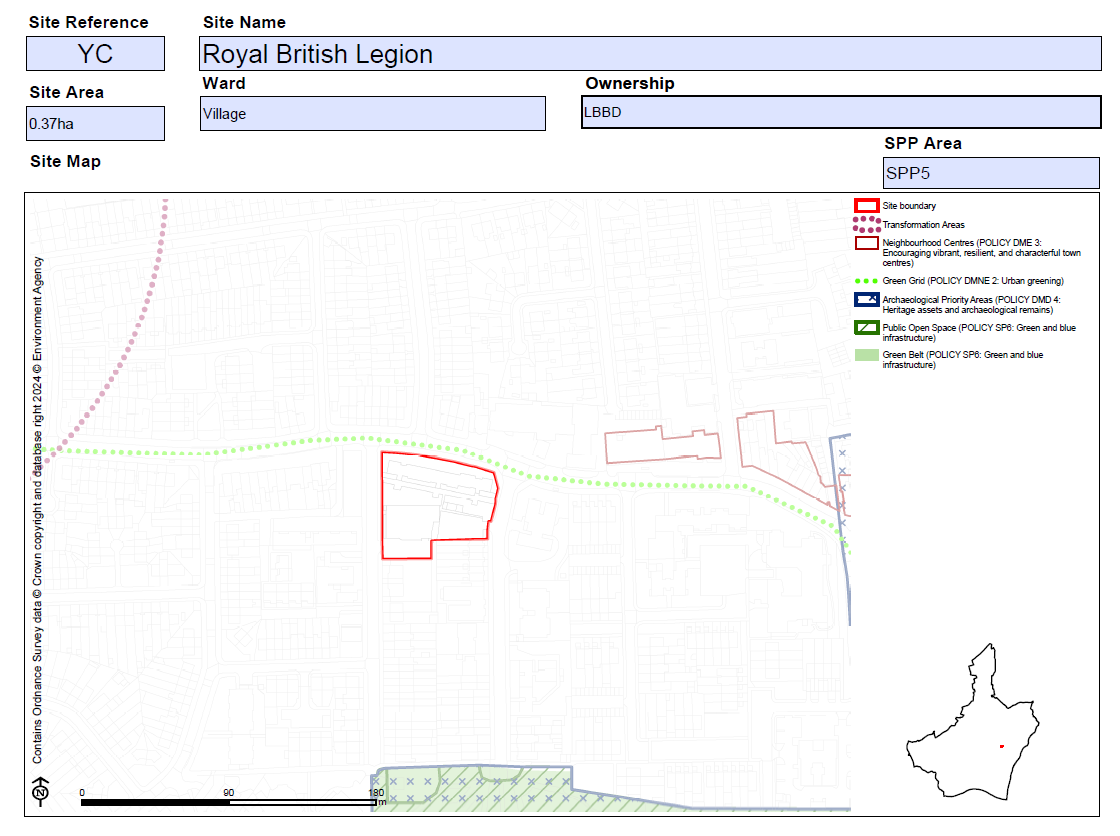 Site Reference
Site Name
YC
Royal British Legion
Site Area
Ward
Ownership
0.37ha
Village
LBBD
Site Map
SPP Area
SPP5
Site boundary
Transformation Areas
Neighbourhood Centres (POLICY DME 3:
Encouraging vibrant, resilient, and characterful town
centres)
Green Grid (POLICY DMNE 2: Urban greening)
Archaeological Priority Areas (POLICY DMD 4:
Heritage assets and archaeological remains)
Public Open Space (POLICY SP6: Green and blue
infrastructure)
Green Belt (POLICY SP6: Green and blue
infrastructure)
Contains Ordnance Survey data © Crown copyright and database right 2024 © Environment Agency
N
0
90
180
m